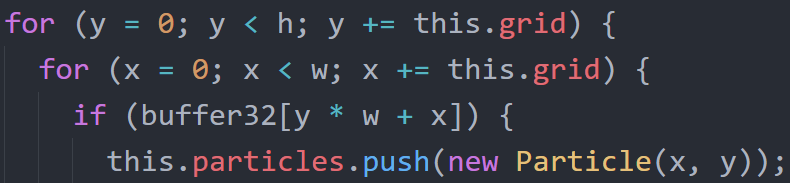 for (y = 0; y < h; y += this.grid) {
  for (x = 0; x < w; x += this.grid) {
    if (buffer32[y * w + x]) {
      this.particles.push(new Particle(x, y));